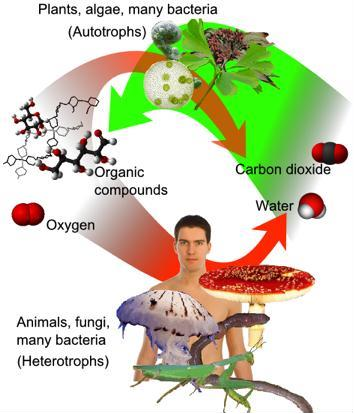 Plants, algae, many bacteria
(Autotrophs)
Organic
compounds
Carbon dioxide
Water
Oxygen
Animals, fungi,
many bacteria
(Heterotrophs)